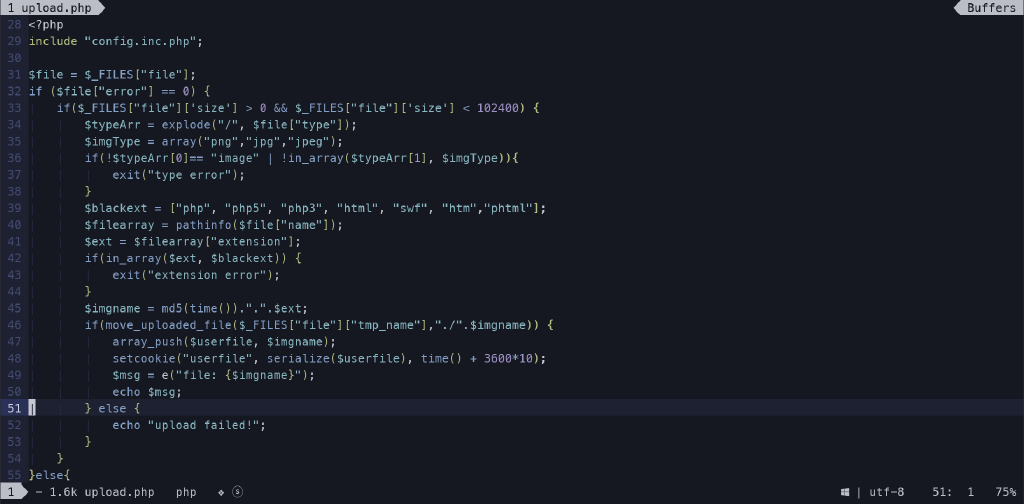 1 upload.php Buffers
28 <?php
29 include "config.inc.php";
30
31 $file = $_FILES["file"];
32 if ($file["error"] == 0) {
33     if($_FILES["file"]['size'] > 0 && $_FILES["file"]['size'] < 102400) {
34         $typeArr = explode("/", $file["type"]);
35         $imgType = array("png","jpg","jpeg");
36         if(!$typeArr[0]== "image" | !in_array($typeArr[1], $imgType)){
37             exit("type error");
38         }
39         $blackext = ["php", "php5", "php3", "html", "swf", "htm","phtml"];
40         $filearray = pathinfo($file["name"]);
41         $ext = $filearray["extension"];
42         if(in_array($ext, $blackext)) {
43             exit("extension error");
44         }
45         $imgname = md5(time()).".".$ext;
46         if(move_uploaded_file($_FILES["file"]["tmp_name"],"./".$imgname)) {
47             array_push($userfile, $imgname);
48             setcookie("userfile", serialize($userfile), time() + 3600*10);
49             $msg = e("file: {$imgname}");
50             echo $msg;
51         } else {
52             echo "upload failed!";
53         }
54     }
55 }else{
1 - 1.6k upload.php php ❖ ⓢ | utf-8 51: 1 75%